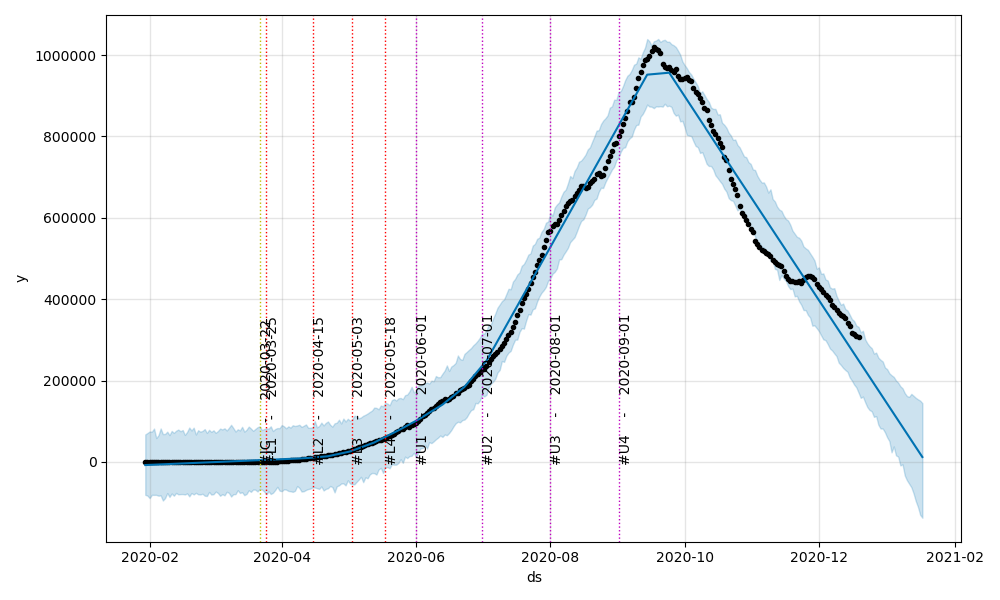 1000000
800000
600000
400000
200000
0
y
#JC - 2020-03-22
#L1 - 2020-03-25
#L2 - 2020-04-15
#L3 - 2020-05-03
#L4 - 2020-05-18
#U1 - 2020-06-01
#U2 - 2020-07-01
#U3 - 2020-08-01
#U4 - 2020-09-01
2020-02 2020-04 2020-06 2020-08 2020-10 2020-12 2021-02
ds